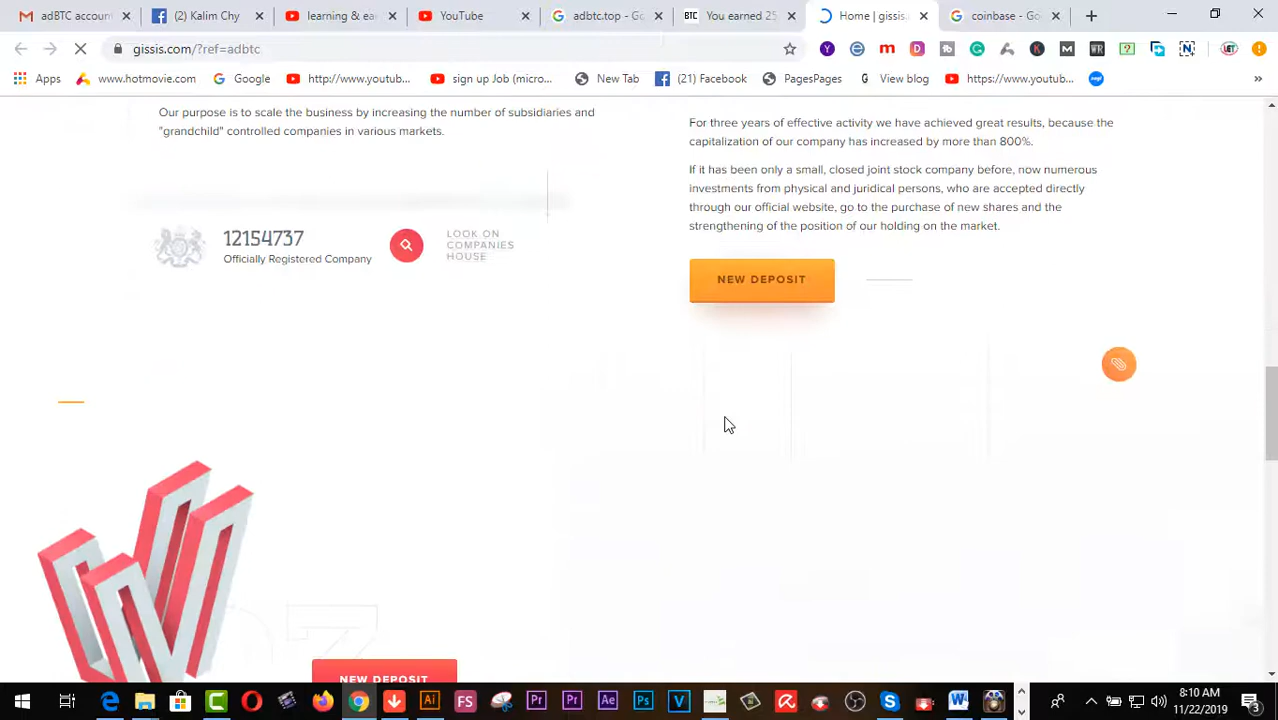 adBTC accoun
(2) Kalim Chy
learning & ea
YouTube
adbtc.top - Go
BTC
You earned 25
Home | gissis.
coinbase - Go
gissis.com/?ref=adbtc
Apps
www.hotmovie.com
Google
http://www.youtub...
sign up Job (micro...
New Tab
(21) Facebook
PagesPages
View blog
https://www.youtub...
Our purpose is to scale the business by increasing the number of subsidiaries and
"grandchild" controlled companies in various markets.
12154737
Officially Registered Company
LOOK ON
COMPANIES
HOUSE
For three years of effective activity we have achieved great results, because the
capitalization of our company has increased by more than 800%.
If it has been only a small, closed joint stock company before, now numerous
investments from physical and juridical persons, who are accepted directly
through our official website, go to the purchase of new shares and the
strengthening of the position of our holding on the market.
NEW DEPOSIT
NEW DEPOSIT
8:10 AM
11/22/2019